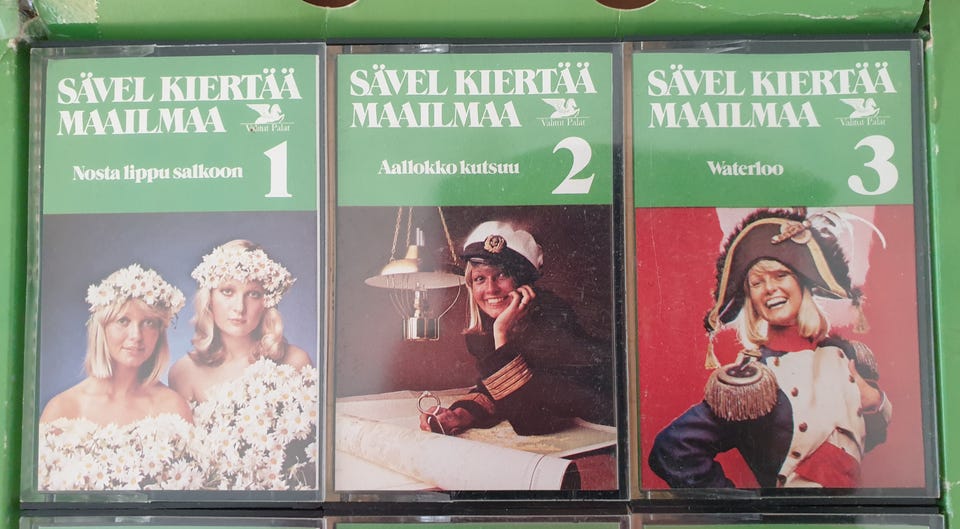 SÄVEL KIERTÄÄ
MAAILMAA
Valitut Palat
Nosta lippu salkoon
1
SÄVEL KIERTÄÄ
MAAILMAA
Valitut Palat
Aallokko kutsuu
2
SÄVEL KIERTÄÄ
MAAILMAA
Valitut Palat
Waterloo
3